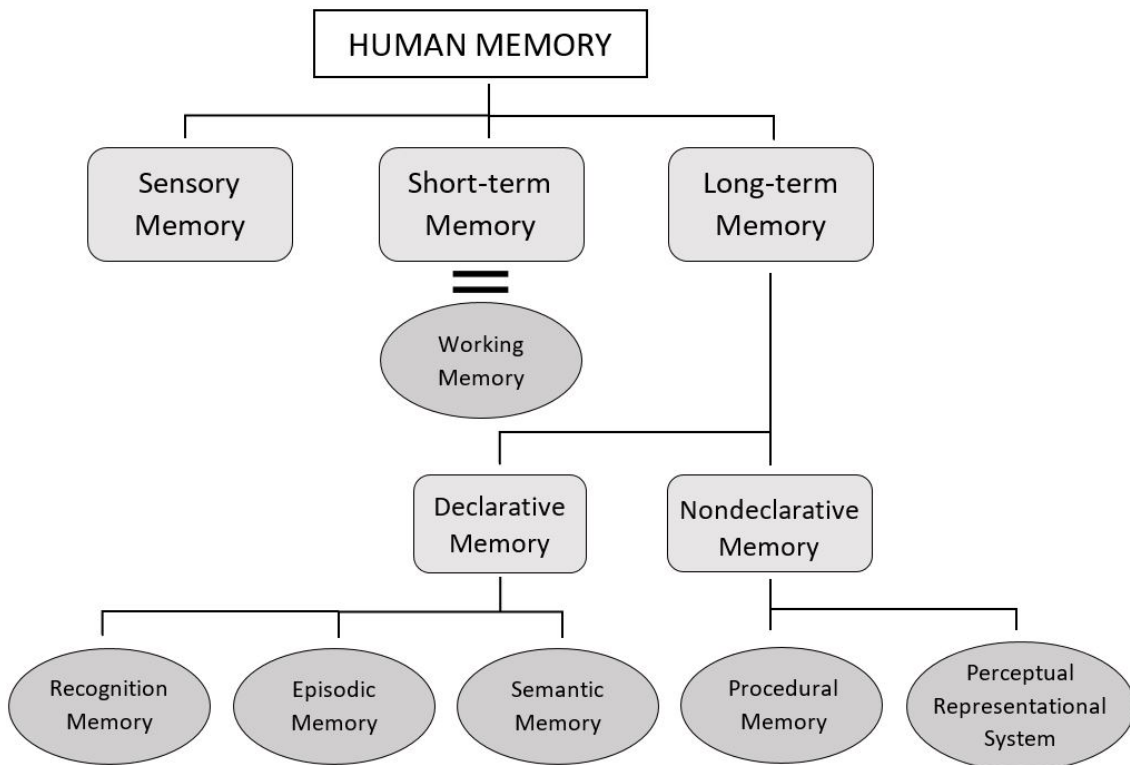 HUMAN MEMORY
Sensory
Memory
Short-term
Memory
Long-term
Memory
Working
Memory
Declarative
Memory
Nondeclarative
Memory
Recognition
Memory
Episodic
Memory
Semantic
Memory
Procedural
Memory
Perceptual
Representational
System